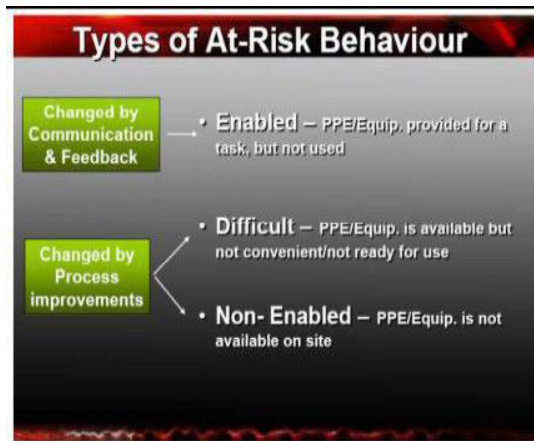 Types of At-Risk Behaviour
Changed by
Communication
& Feedback
• Enabled – PPE/Equip. provided for a
task, but not used
• Difficult – PPE/Equip. is available but
not convenient/not ready for use
Changed by
Process
improvements
• Non- Enabled – PPE/Equip. is not
available on site